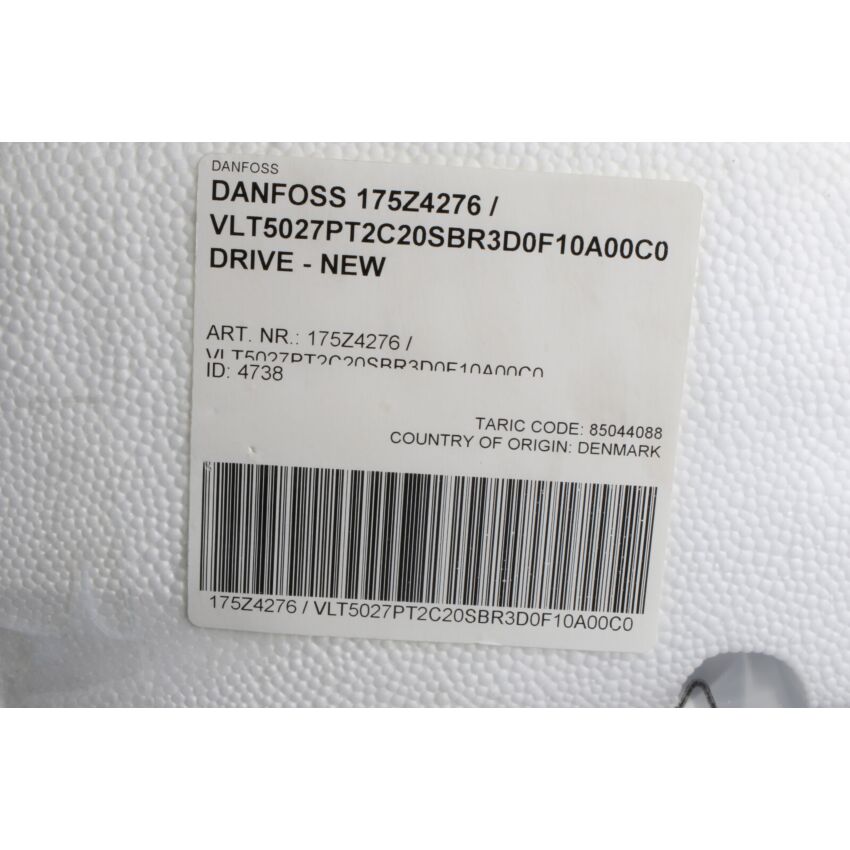 DANFOSS
DANFOSS 175Z4276 /
VLT5027PT2C20SBR3D0F10A00C0
DRIVE - NEW
ART. NR.: 175Z4276 /
VLT5027PT2C20SBR3D0F10A00C0
ID: 4738
TARIC CODE: 85044088
COUNTRY OF ORIGIN: DENMARK
175Z4276 / VLT5027PT2C20SBR3D0F10A00C0